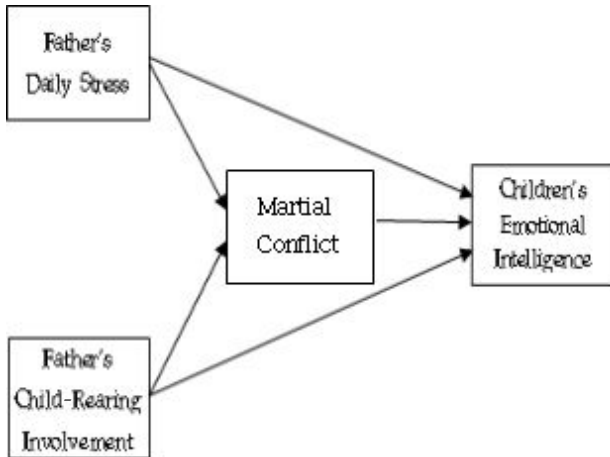 Father's
Daily Stress
Martial
Conflict
Children's
Emotional
Intelligence
Father's
Child-Rearing
Involvement